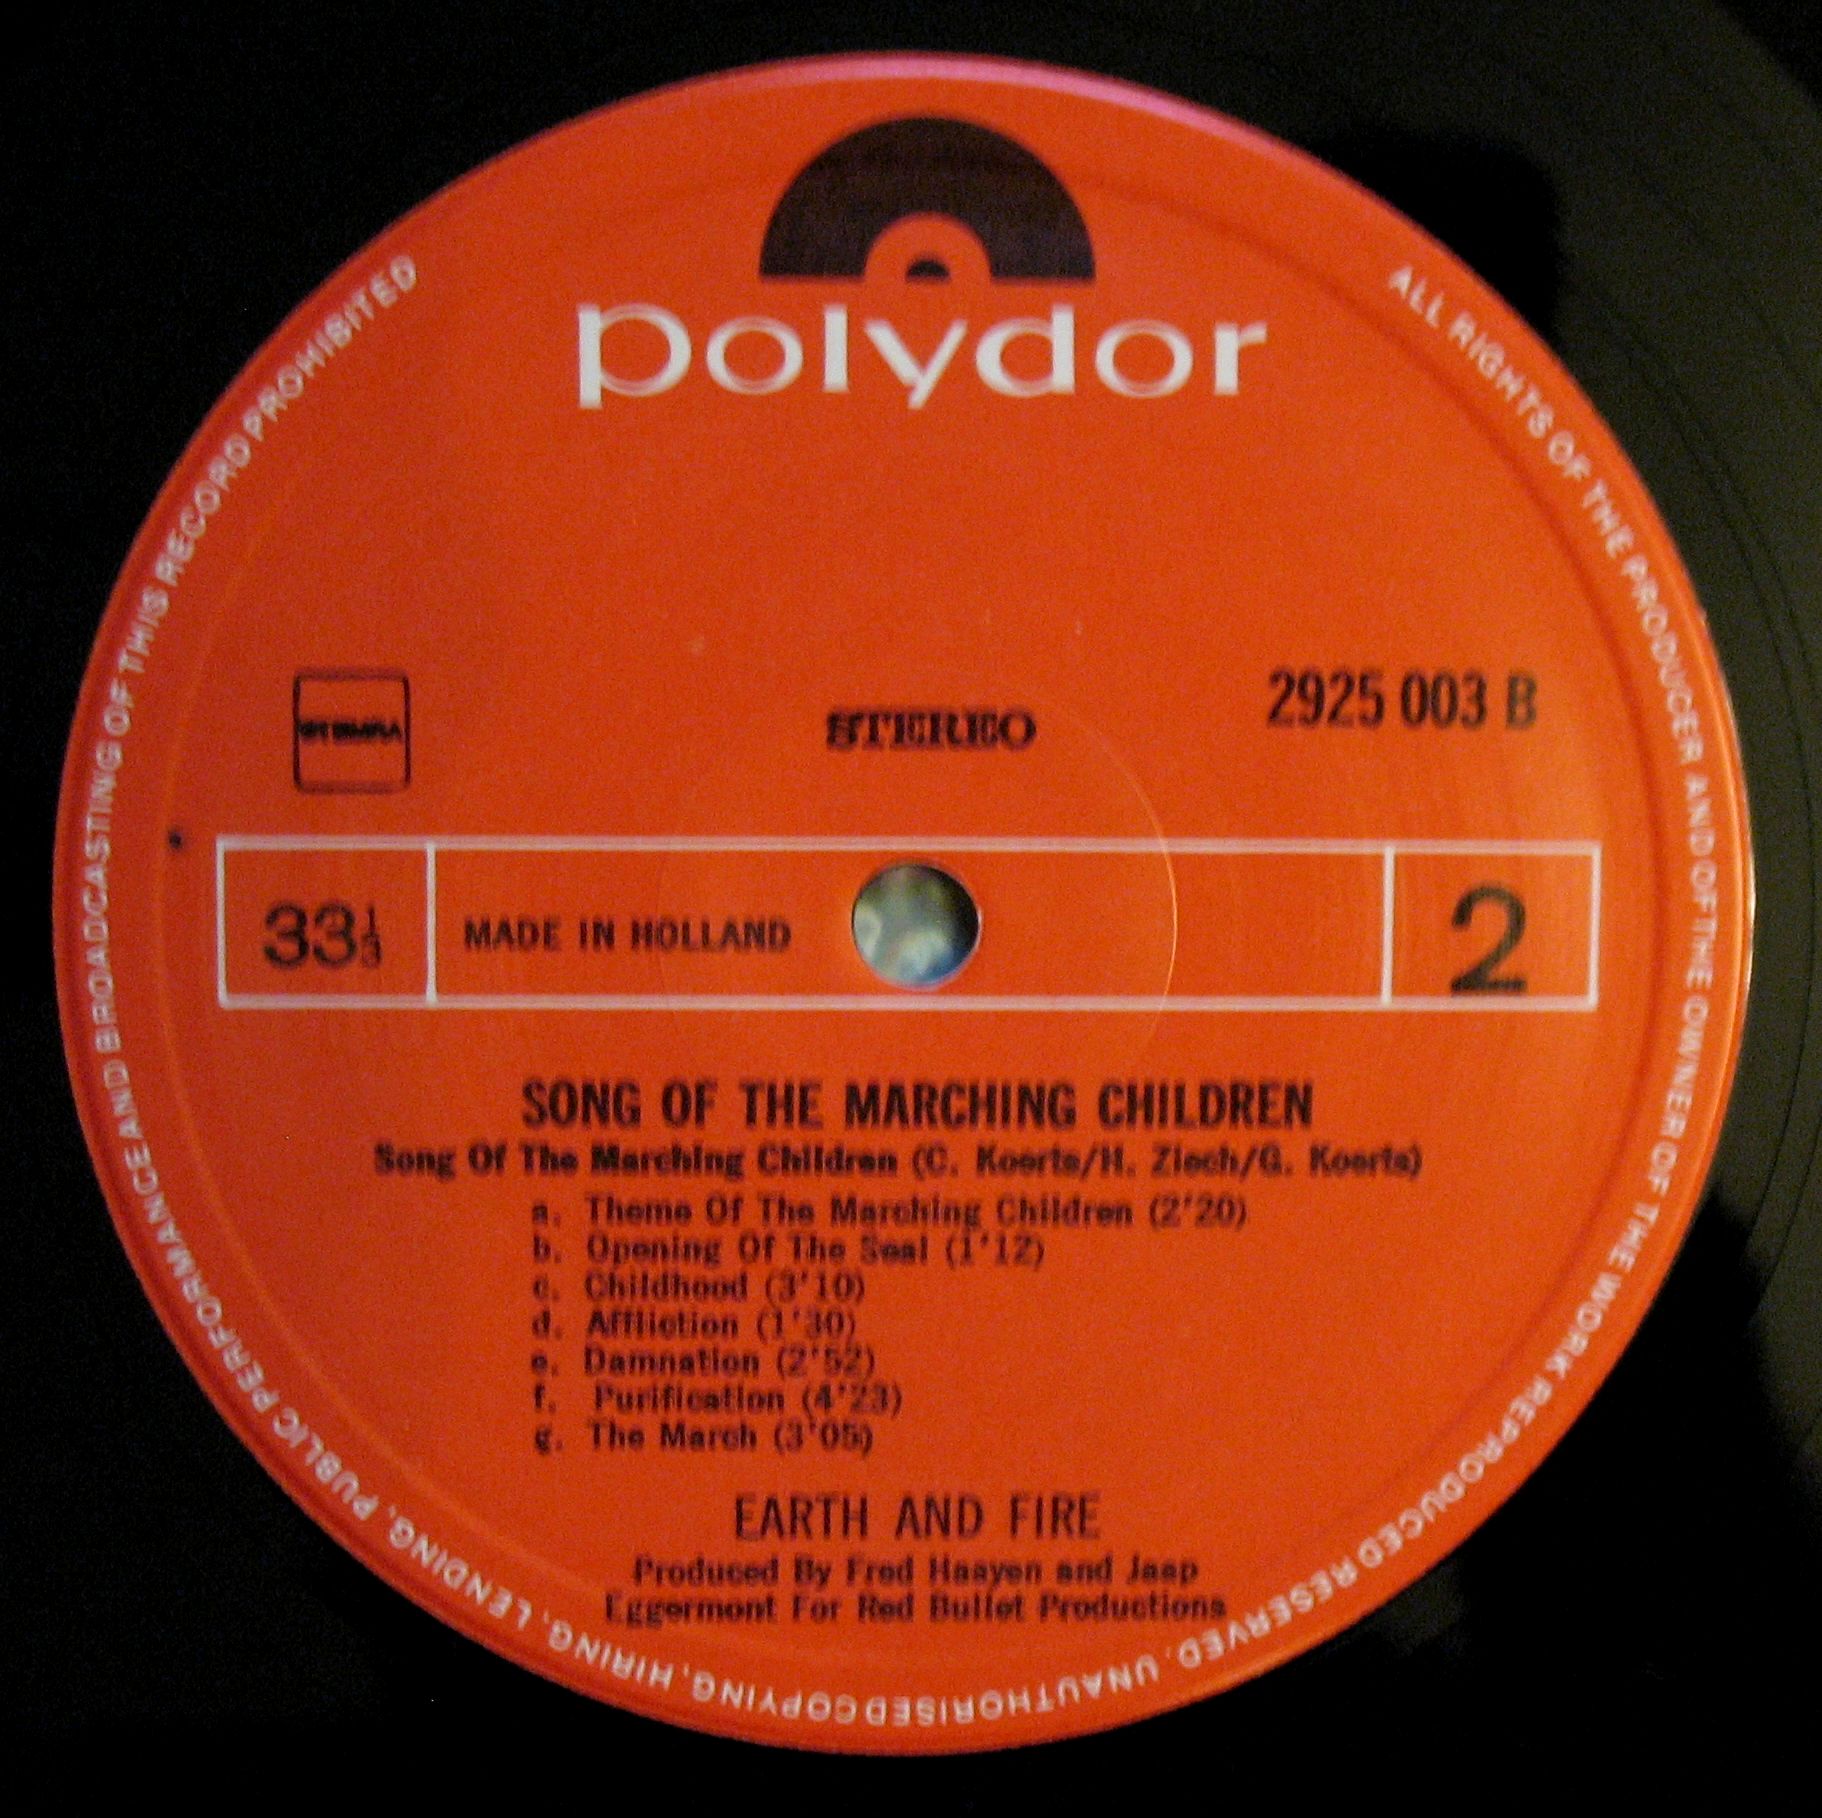 polydor
STEMRA
STEREO
2925 003 B
33 1/3
MADE IN HOLLAND
2
SONG OF THE MARCHING CHILDREN
Song Of The Marching Children (C. Koerts/H. Ziech/G. Koerts)
a. Theme Of The Marching Children (2'20)
b. Opening Of The Seal (1'12)
c. Childhood (3'10)
d. Affliction (1'30)
e. Damnation (2'52)
f. Purification (4'23)
g. The March (3'05)
EARTH AND FIRE
Produced By Fred Haayen and Jaap
Eggermont For Red Bullet Productions
ALL RIGHTS OF THE PRODUCER AND OF THE OWNER OF THE WORK REPRODUCED RESERVED. UNAUTHORISED COPYING, HIRING, LENDING, PUBLIC PERFORMANCE AND BROADCASTING OF THIS RECORD PROHIBITED